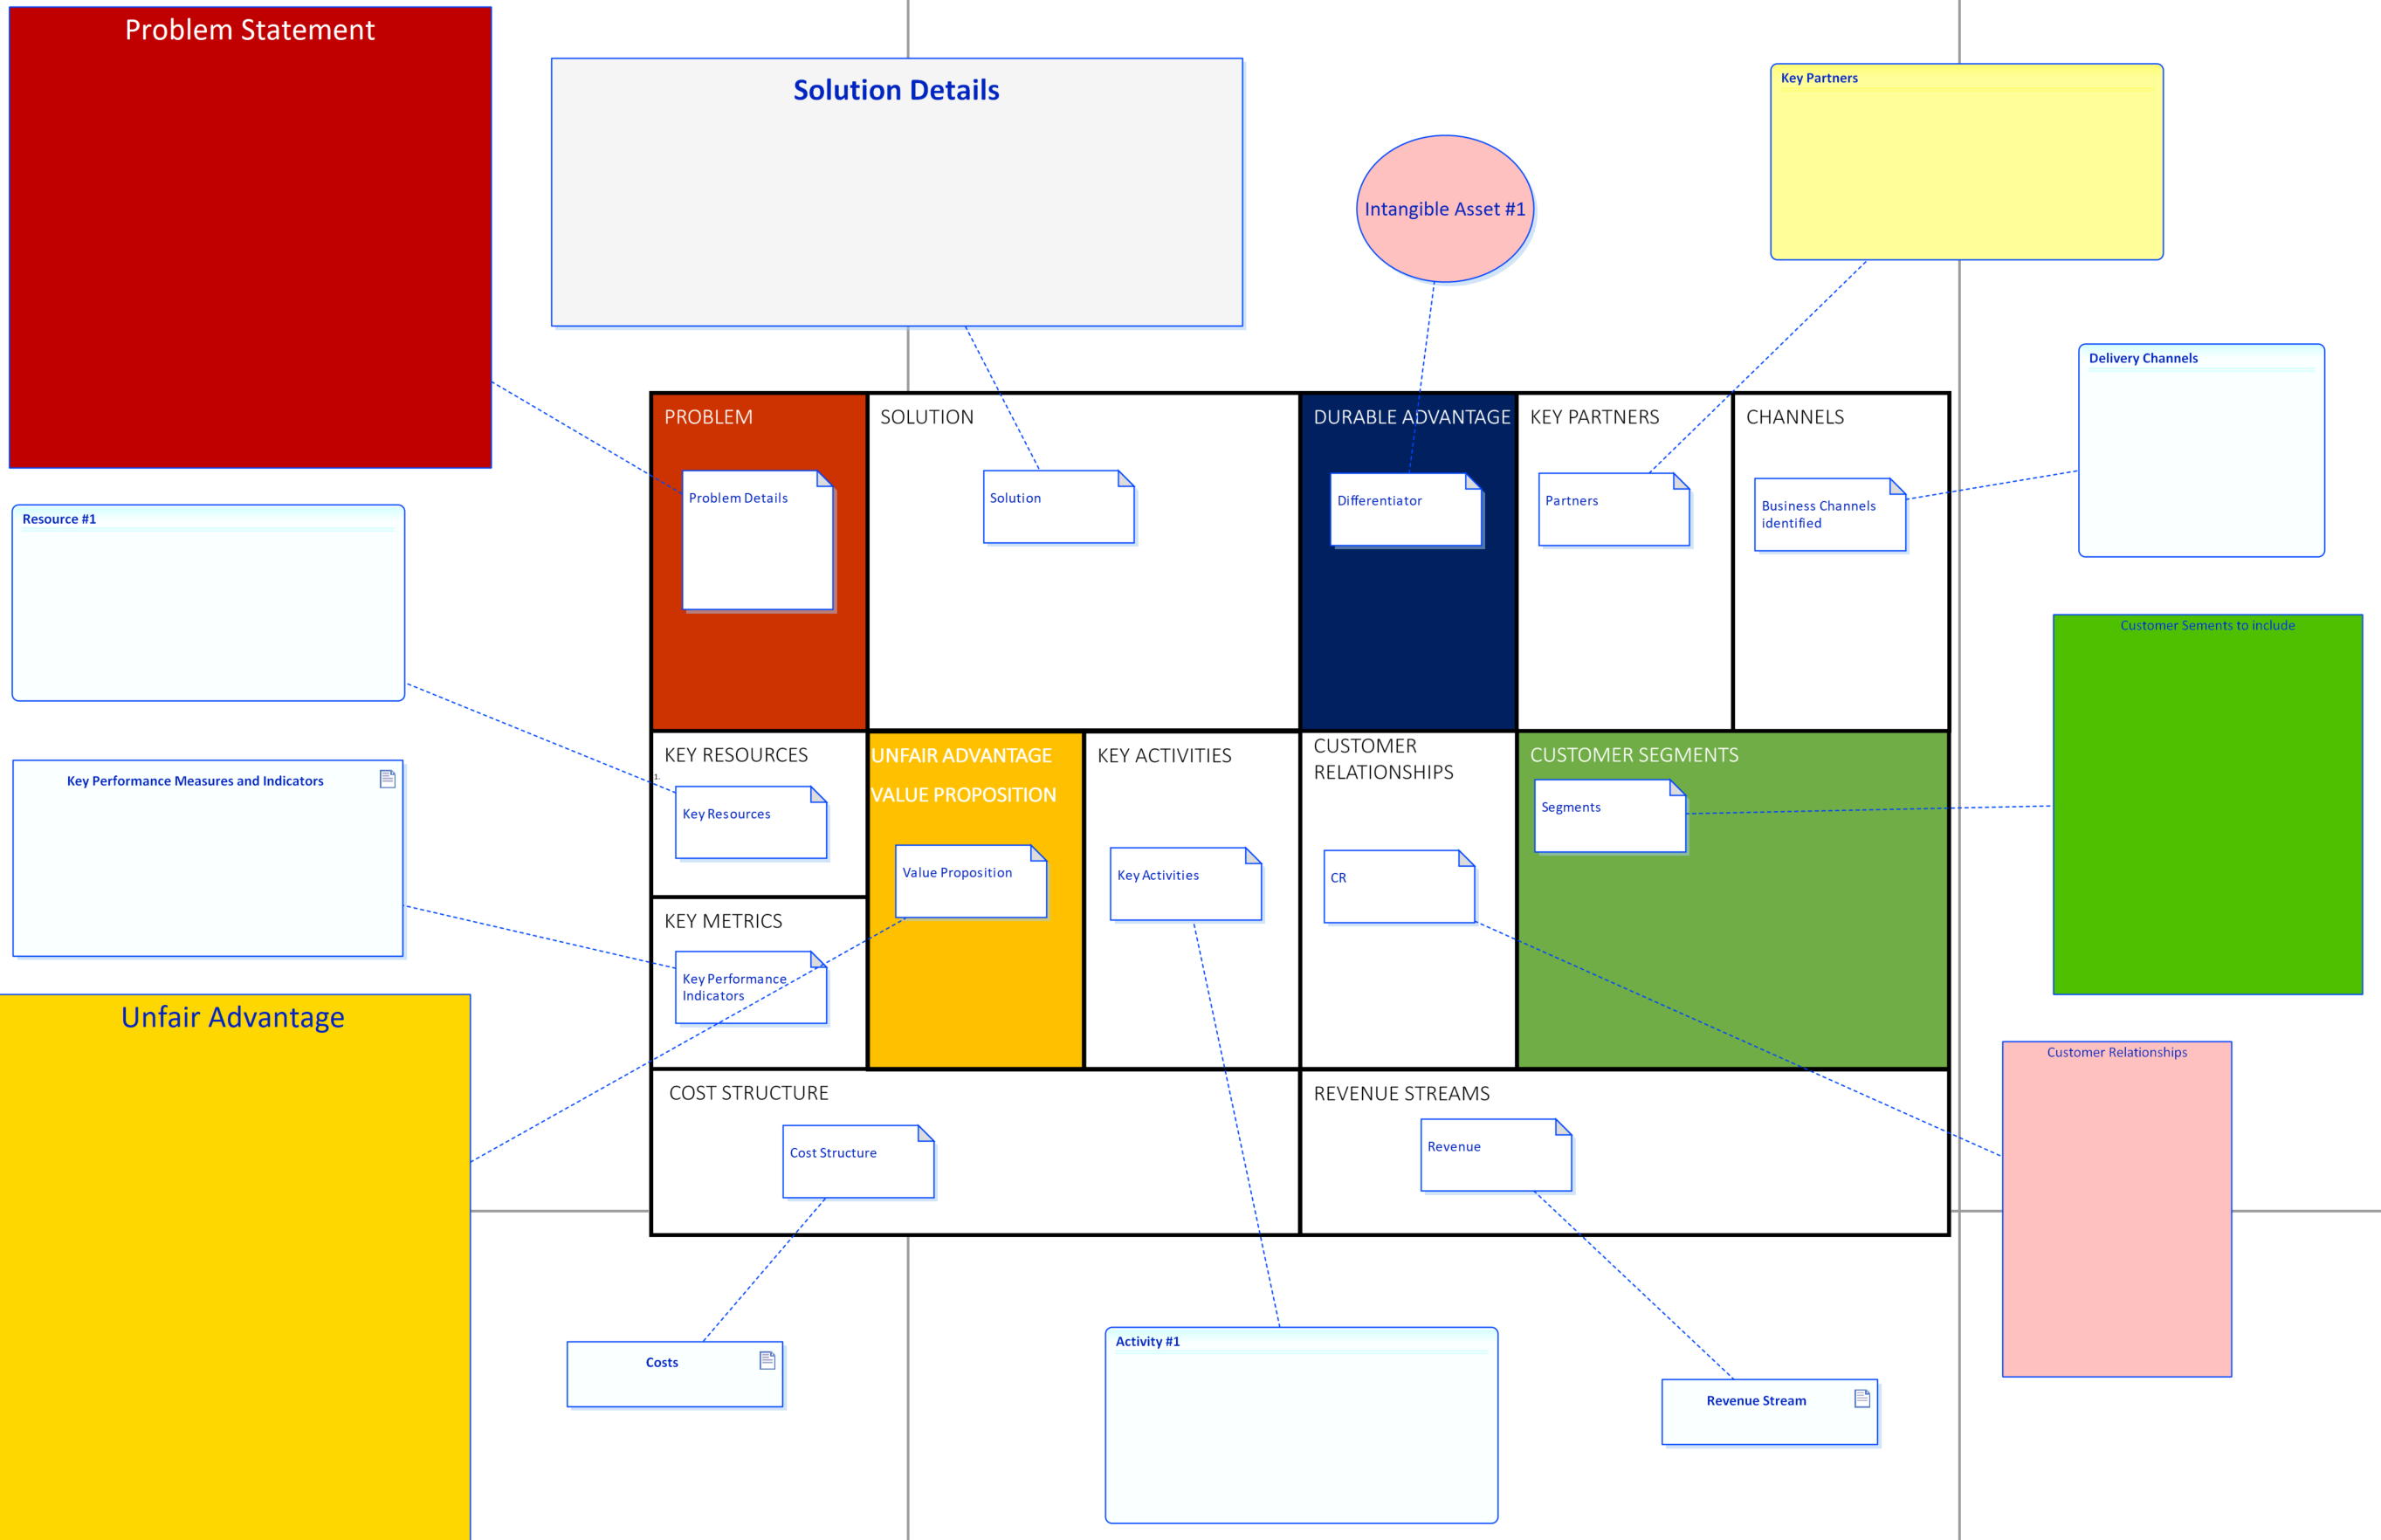 Problem Statement
Solution Details
Key Partners
Intangible Asset #1
Delivery Channels
PROBLEM
SOLUTION
DURABLE ADVANTAGE
KEY PARTNERS
CHANNELS
Problem Details
Solution
Differentiator
Partners
Business Channels
identified
Resource #1
Customer Sements to include
KEY RESOURCES
1.
Key Resources
UNFAIR ADVANTAGE
VALUE PROPOSITION
Value Proposition
KEY ACTIVITIES
Key Activities
CUSTOMER
RELATIONSHIPS
CR
CUSTOMER SEGMENTS
Segments
Key Performance Measures and Indicators
KEY METRICS
Key Performance
Indicators
Unfair Advantage
Customer Relationships
COST STRUCTURE
Cost Structure
REVENUE STREAMS
Revenue
Costs
Activity #1
Revenue Stream